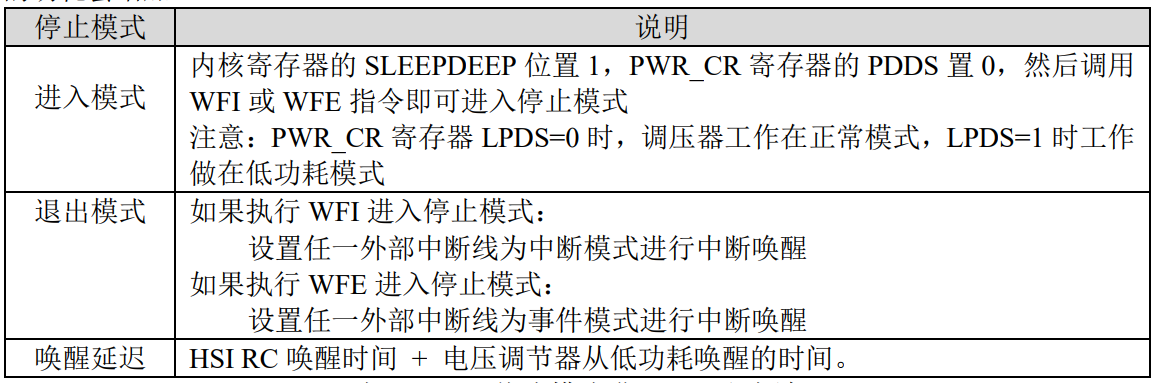 停止模式 说明
进入模式
内核寄存器的 SLEEPDEEP 位置 1，PWR_CR 寄存器的 PDDS 置 0，然后调用
WFI 或 WFE 指令即可进入停止模式
注意：PWR_CR 寄存器 LPDS=0 时，调压器工作在正常模式，LPDS=1 时工作
做在低功耗模式
退出模式
如果执行 WFI 进入停止模式：
设置任一外部中断线为中断模式进行中断唤醒
如果执行 WFE 进入停止模式：
设置任一外部中断线为事件模式进行中断唤醒
唤醒延迟 HSI RC 唤醒时间 + 电压调节器从低功耗唤醒的时间。